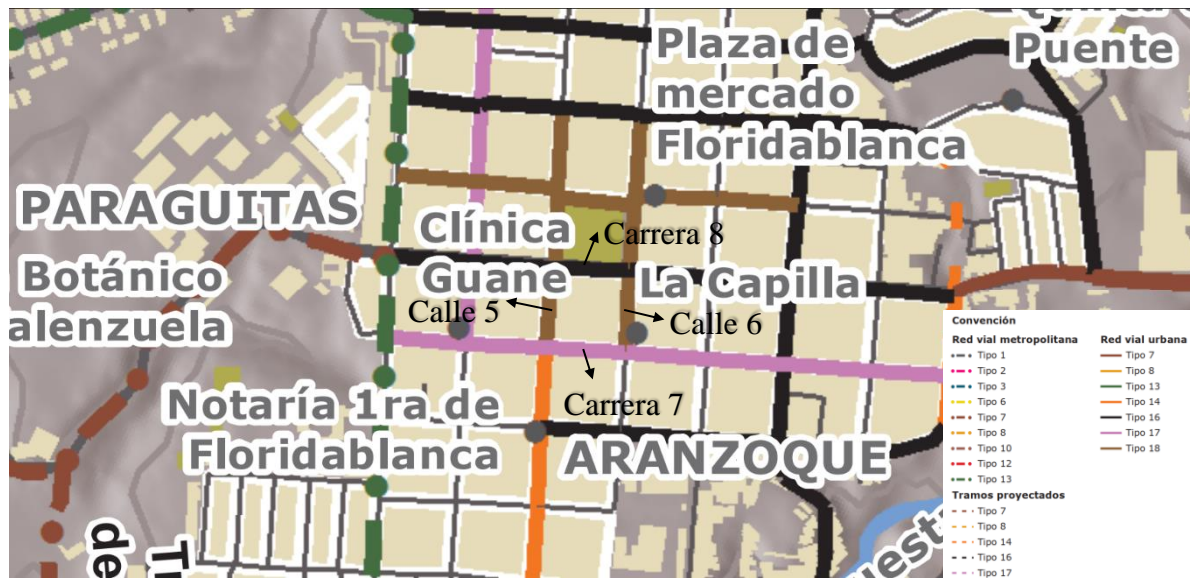 Plaza de
mercado
Floridablanca
Puente
PARAGUITAS
Botánico
alenzuela
Clínica
Guane
Carrera 8
La Capilla
Calle 5
Calle 6
Carrera 7
Notaría 1ra de
Floridablanca
ARANZOQUE
de
Convención
Red vial metropolitana
Tipo 1
Tipo 2
Tipo 3
Tipo 6
Tipo 7
Tipo 8
Tipo 10
Tipo 12
Tipo 13
Red vial urbana
Tipo 7
Tipo 8
Tipo 13
Tipo 14
Tipo 16
Tipo 17
Tipo 18
Tramos proyectados
Tipo 7
Tipo 8
Tipo 14
Tipo 16
Tipo 17